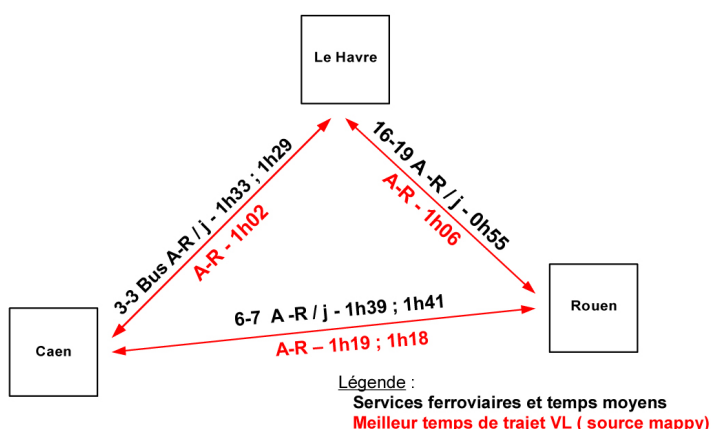 Le Havre
3-3 Bus A-R / j - 1h33 ; 1h29
A-R - 1h02
16-19 A -R / j - 0h55
A-R - 1h06
Rouen
6-7 A -R / j - 1h39 ; 1h41
A-R – 1h19 ; 1h18
Caen
Légende :
Services ferroviaires et temps moyens
Meilleur temps de trajet VL ( source mappy)